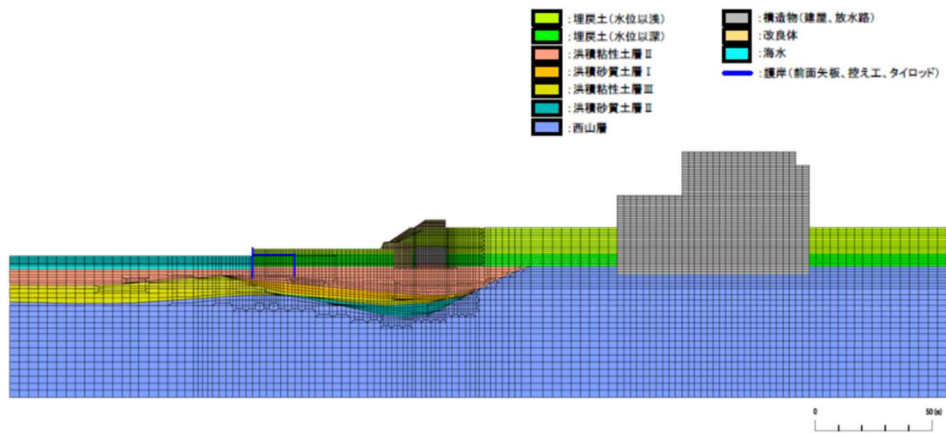 ：埋戻土（水位以浅）
：埋戻土（水位以深）
：洪積粘性土層Ⅱ
：洪積砂質土層Ⅰ
：洪積粘性土層Ⅲ
：洪積砂質土層Ⅱ
：西山層
：構造物（建屋、放水路）
：改良体
：海水
：護岸（前面矢板、控え工、タイロッド）
0 50 (m)